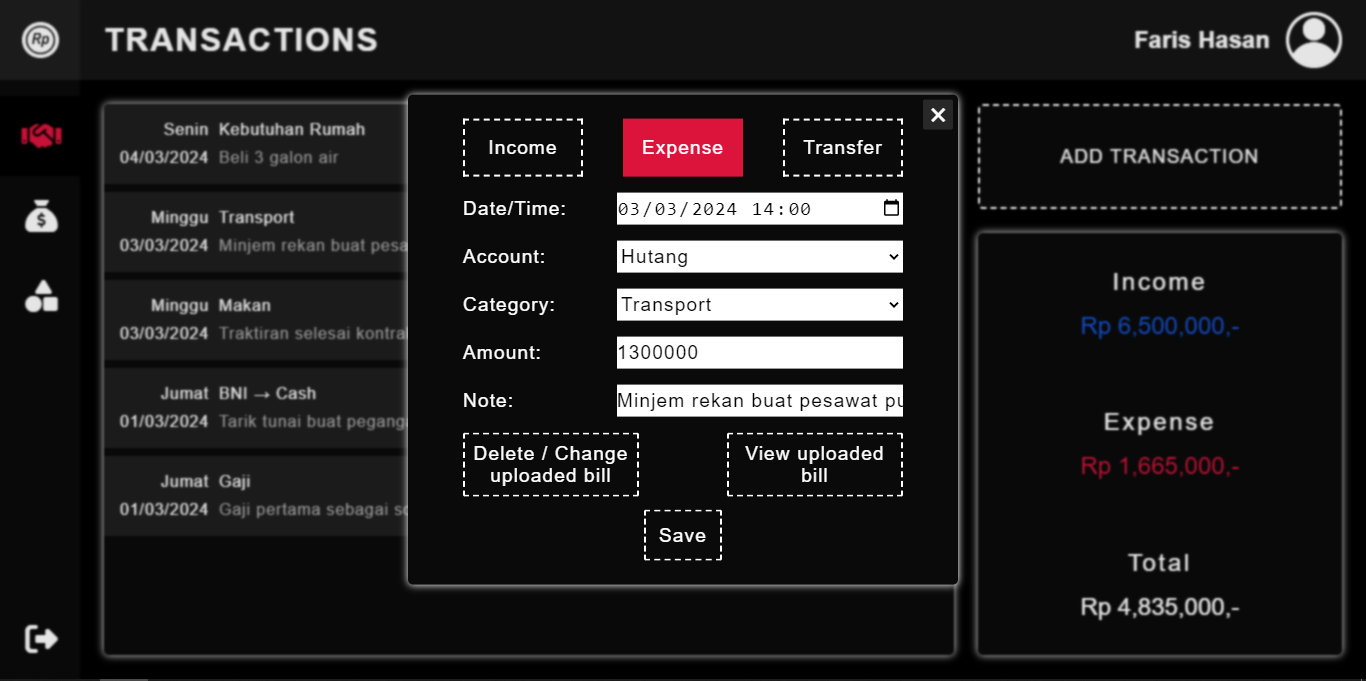 Rp
TRANSACTIONS
Faris Hasan
Senin Kebutuhan Rumah
04/03/2024 Beli 3 galon air
Minggu Transport
03/03/2024 Minjem rekan buat pesa
Minggu Makan
03/03/2024 Traktiran selesai kontra
Jumat BNI → Cash
01/03/2024 Tarik tunai buat pegang
Jumat Gaji
01/03/2024 Gaji pertama sebagai so
Income
Expense
Transfer
Date/Time: 03/03/2024 14:00
Account: Hutang
Category: Transport
Amount: 1300000
Note: Minjem rekan buat pesawat pu
Delete / Change
uploaded bill
View uploaded
bill
Save
ADD TRANSACTION
Income
Rp 6,500,000,-
Expense
Rp 1,665,000,-
Total
Rp 4,835,000,-